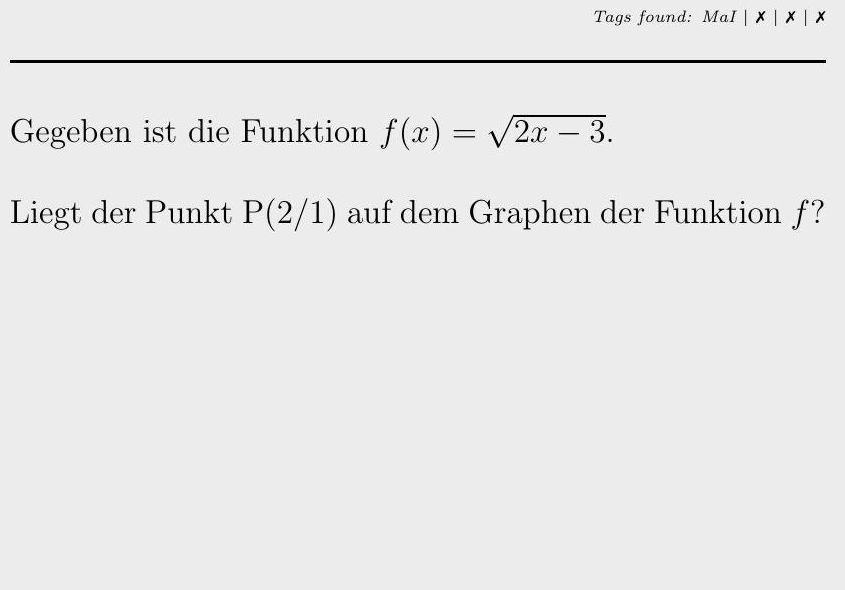 Tags found: MaI | ✗ | ✗ | ✗
Gegeben ist die Funktion f(x) = √2x − 3.
Liegt der Punkt P(2/1) auf dem Graphen der Funktion f?